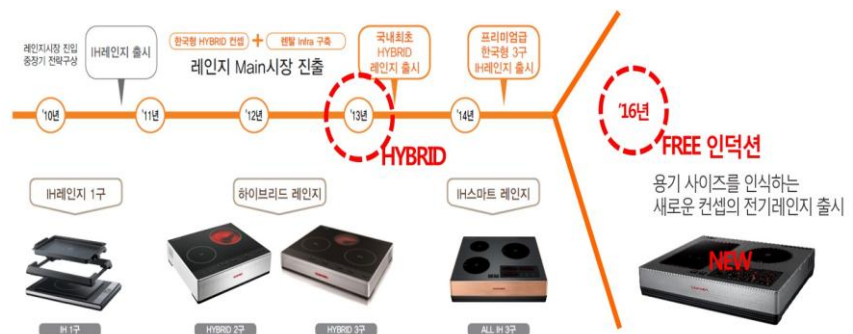 레인지시장 진입
중장기 전략구상
IH레인지 출시
한국형 HYBRID 컨셉 + 렌탈 Infra 구축
레인지 Main시장 진출
국내최초
HYBRID
레인지 출시
프리미엄급
한국형 3구
IH레인지 출시
'10년
'11년
'12년
'13년
'14년
'16년
HYBRID
FREE 인덕션
용기 사이즈를 인식하는
새로운 컨셉의 전기레인지 출시
IH레인지 1구
하이브리드 레인지
IH스마트 레인지
NEW
IH 1구
HYBRID 2구
HYBRID 3구
ALL IH 3구